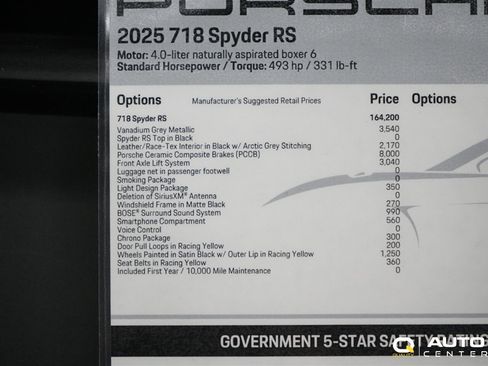 PORSCHE
2025 718 Spyder RS
Motor: 4.0-liter naturally aspirated boxer 6
Standard Horsepower / Torque: 493 hp / 331 lb-ft
Options Manufacturer's Suggested Retail Prices Price Options
718 Spyder RS 164,200
Vanadium Grey Metallic 3,540
Spyder RS Top in Black 0
Leather/Race-Tex Interior in Black w/ Arctic Grey Stitching 2,170
Porsche Ceramic Composite Brakes (PCCB) 8,000
Front Axle Lift System 3,040
Luggage net in passenger footwell 0
Smoking Package 0
Light Design Package 350
Deletion of SiriusXM® Antenna 0
Windshield Frame in Matte Black 270
BOSE® Surround Sound System 990
Smartphone Compartment 560
Voice Control 0
Chrono Package 300
Door Pull Loops in Racing Yellow 200
Wheels Painted in Satin Black w/ Outer Lip in Racing Yellow 1,250
Seat Belts in Racing Yellow 360
Included First Year / 10,000 Mile Maintenance 0
GOVERNMENT 5-STAR SAFETY RATING
AUTO
CENTER